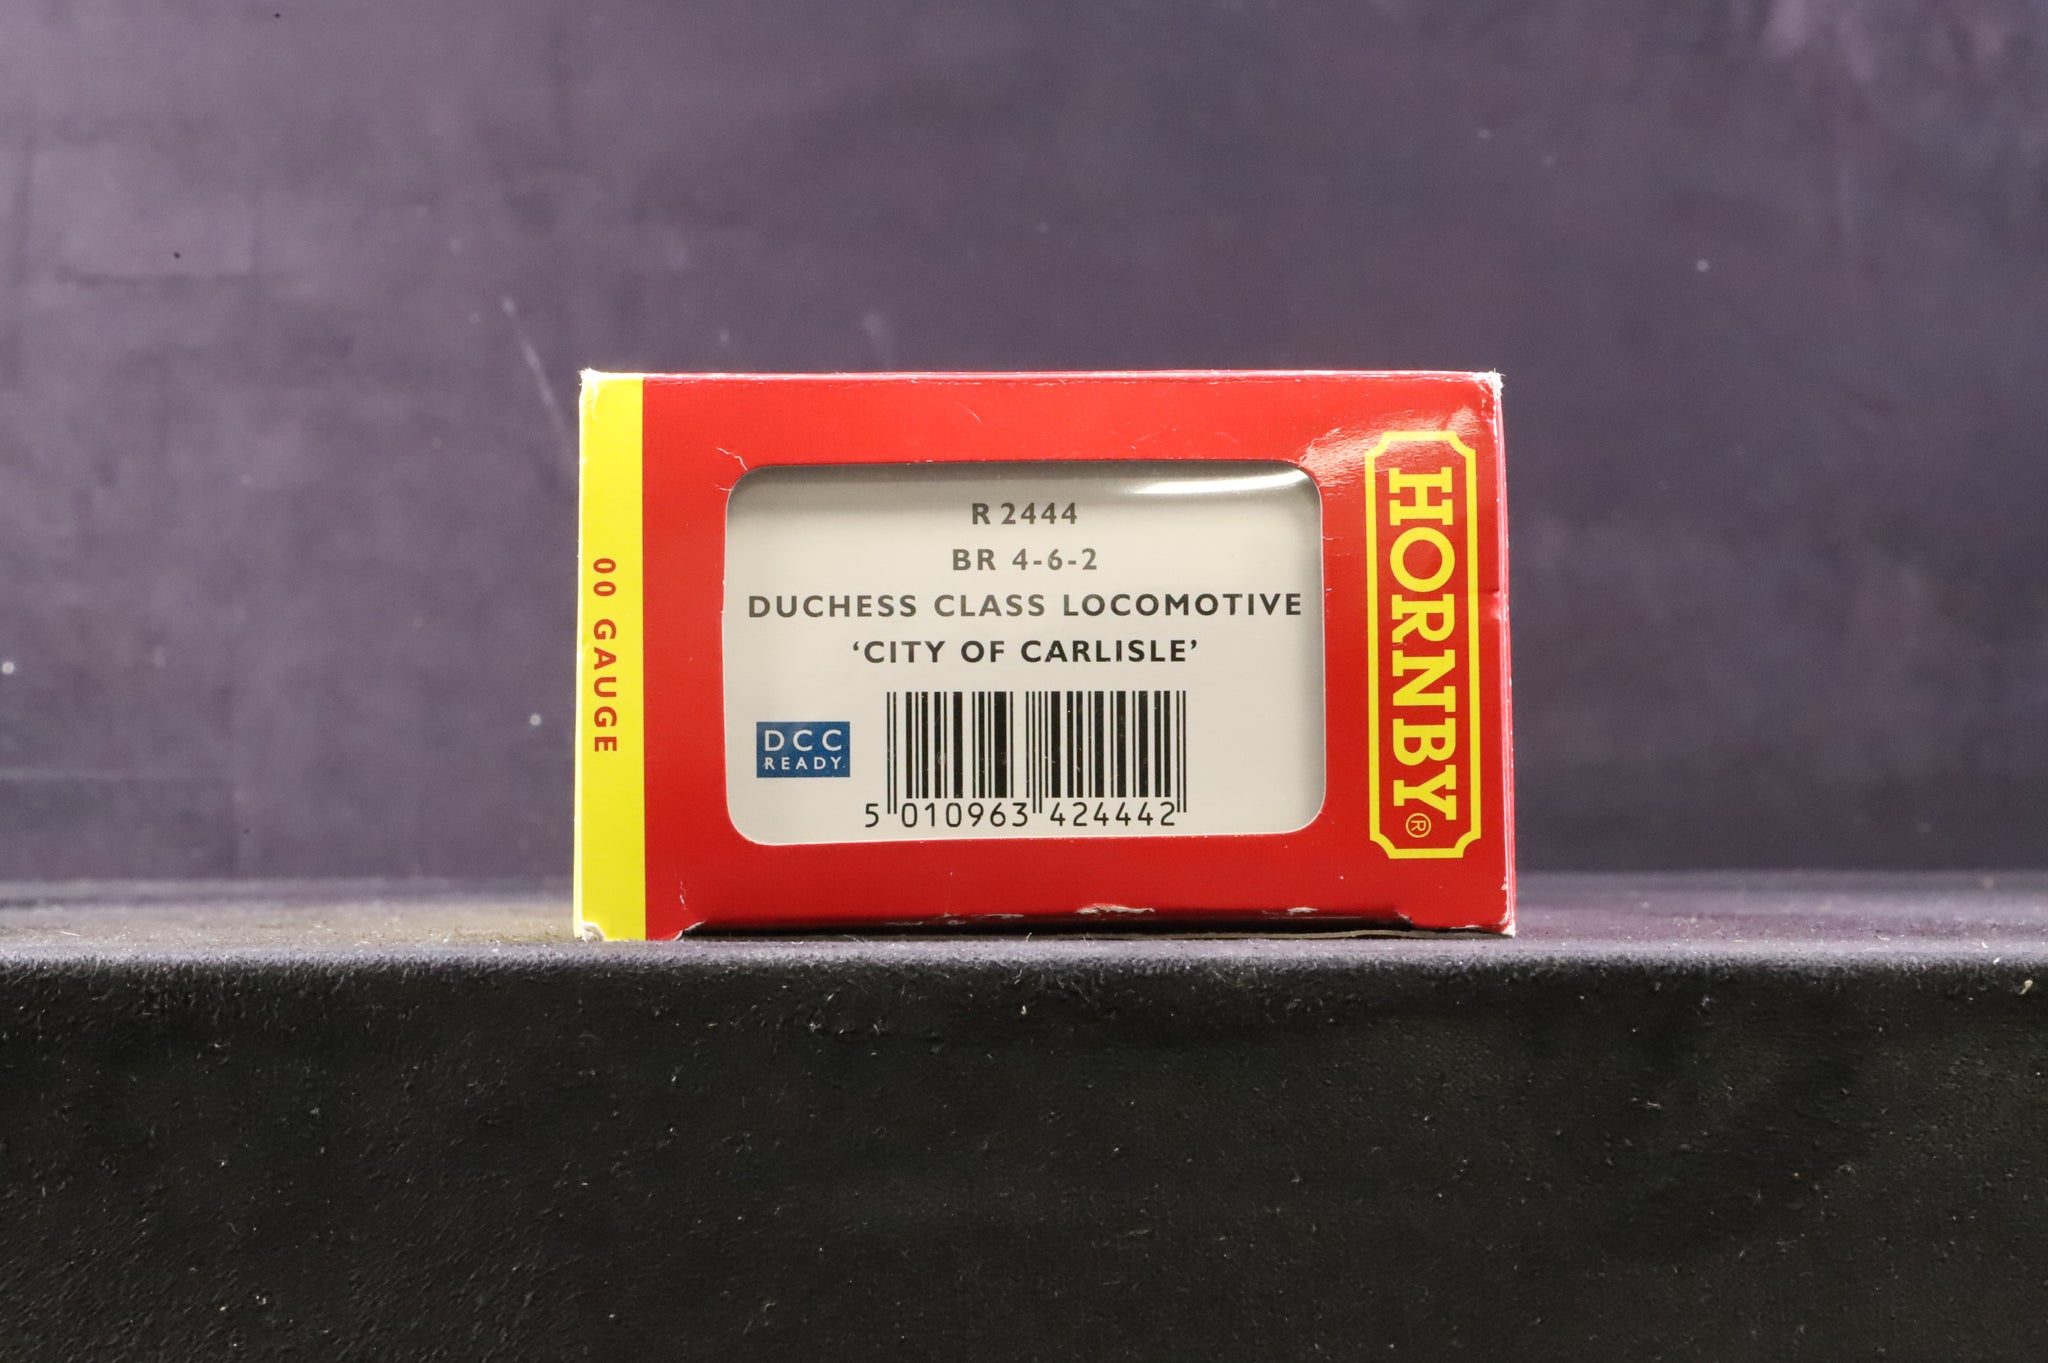 00 GAUGE
R 2444
BR 4-6-2
DUCHESS CLASS LOCOMOTIVE
‘CITY OF CARLISLE’
DCC
READY
5 010963 424442
HORNBY®